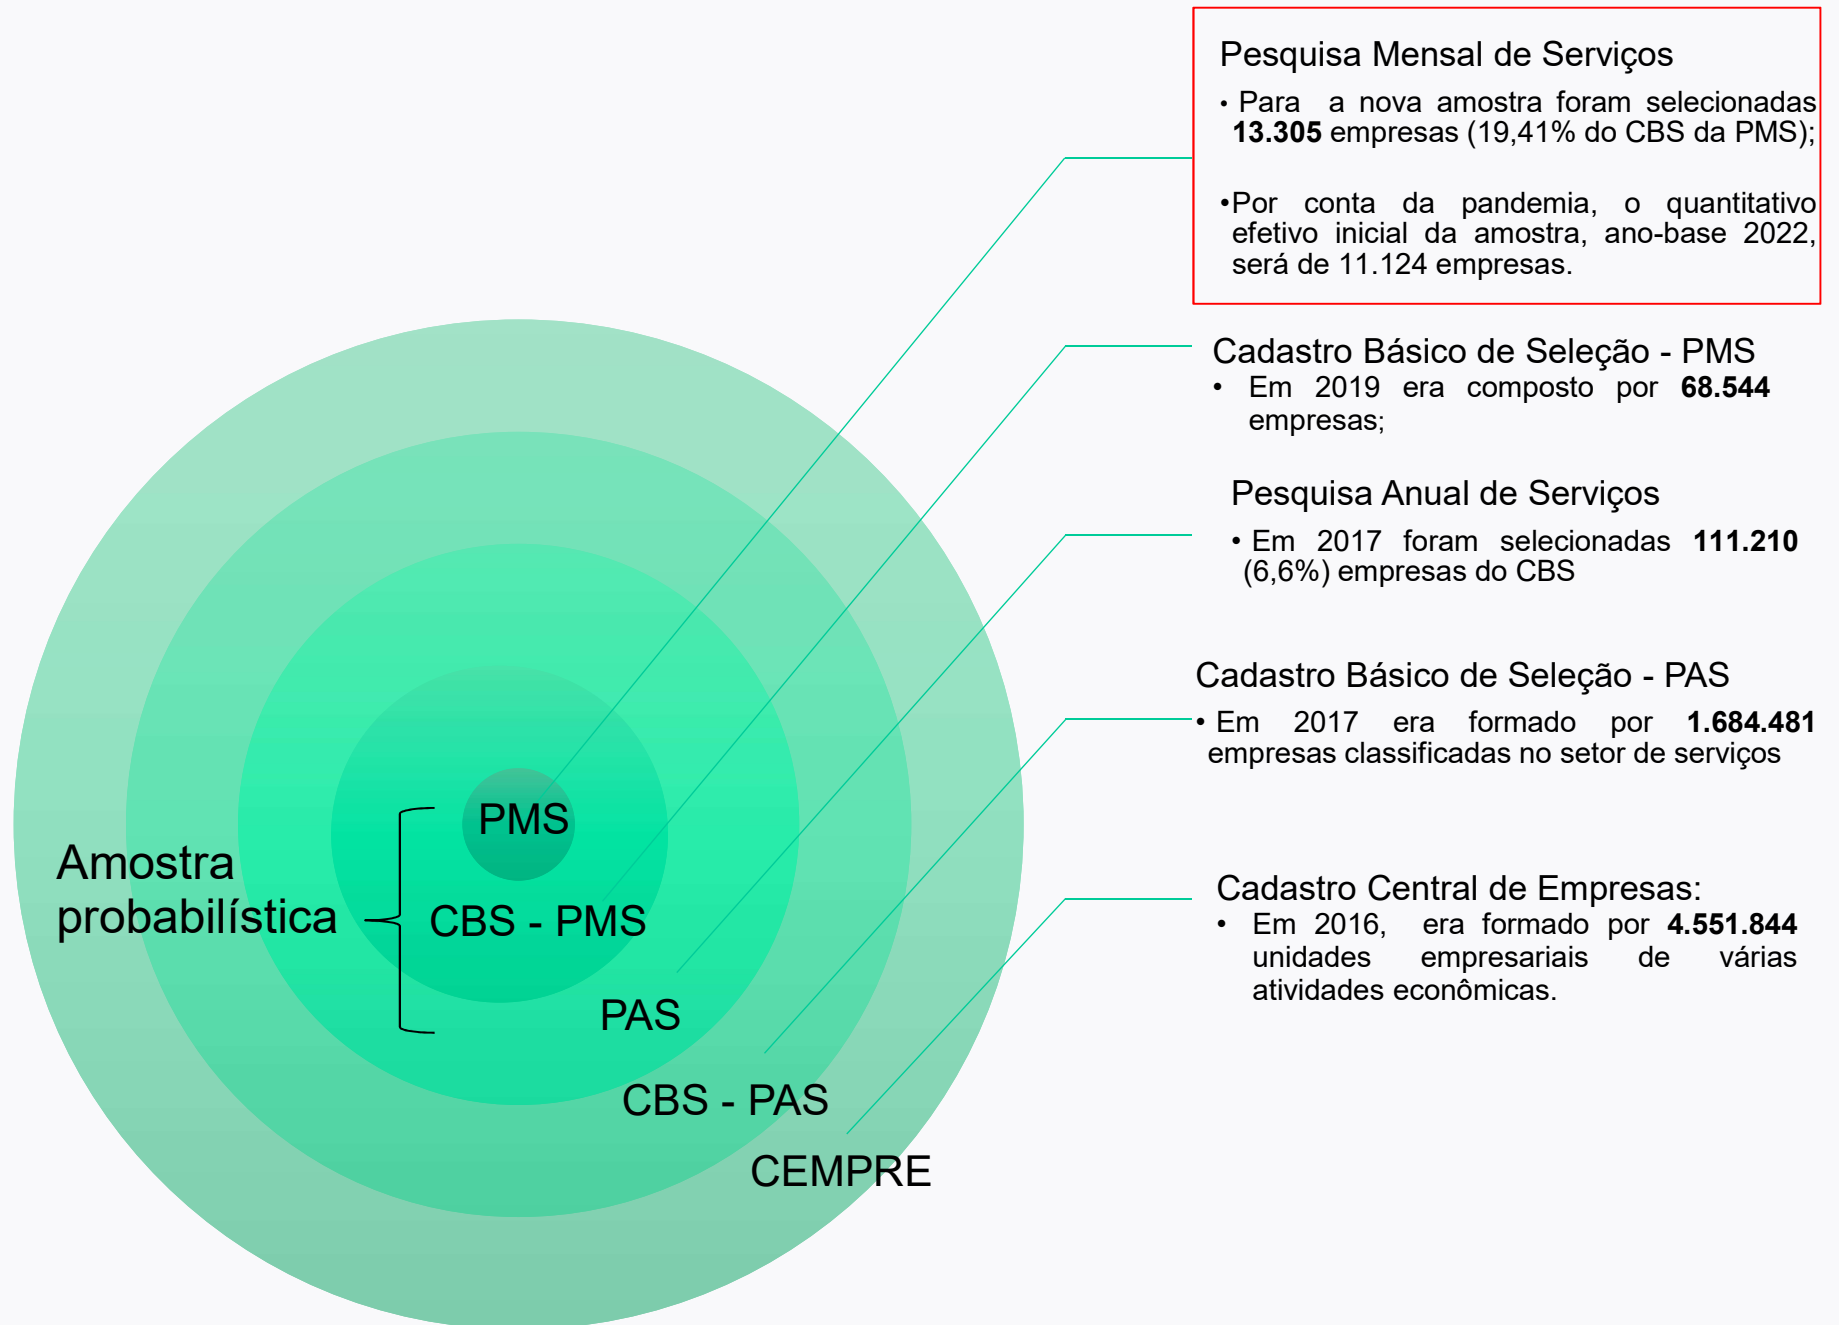 Pesquisa Mensal de Serviços
• Para a nova amostra foram selecionadas
13.305 empresas (19,41% do CBS da PMS);
•Por conta da pandemia, o quantitativo
efetivo inicial da amostra, ano-base 2022,
será de 11.124 empresas.
Cadastro Básico de Seleção - PMS
• Em 2019 era composto por 68.544
empresas;
Pesquisa Anual de Serviços
• Em 2017 foram selecionadas 111.210
(6,6%) empresas do CBS
Cadastro Básico de Seleção - PAS
• Em 2017 era formado por 1.684.481
empresas classificadas no setor de serviços
Cadastro Central de Empresas:
• Em 2016, era formado por 4.551.844
unidades empresariais de várias
atividades econômicas.
Amostra
probabilística
PMS
CBS - PMS
PAS
CBS - PAS
CEMPRE